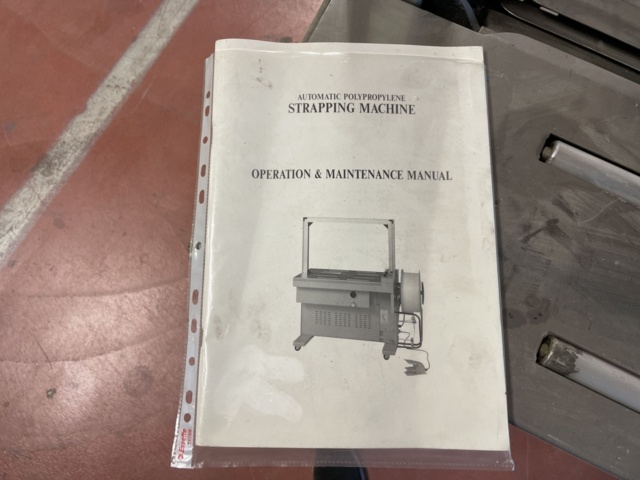 AUTOMATIC POLYPROPYLENE
STRAPPING MACHINE
OPERATION & MAINTENANCE MANUAL